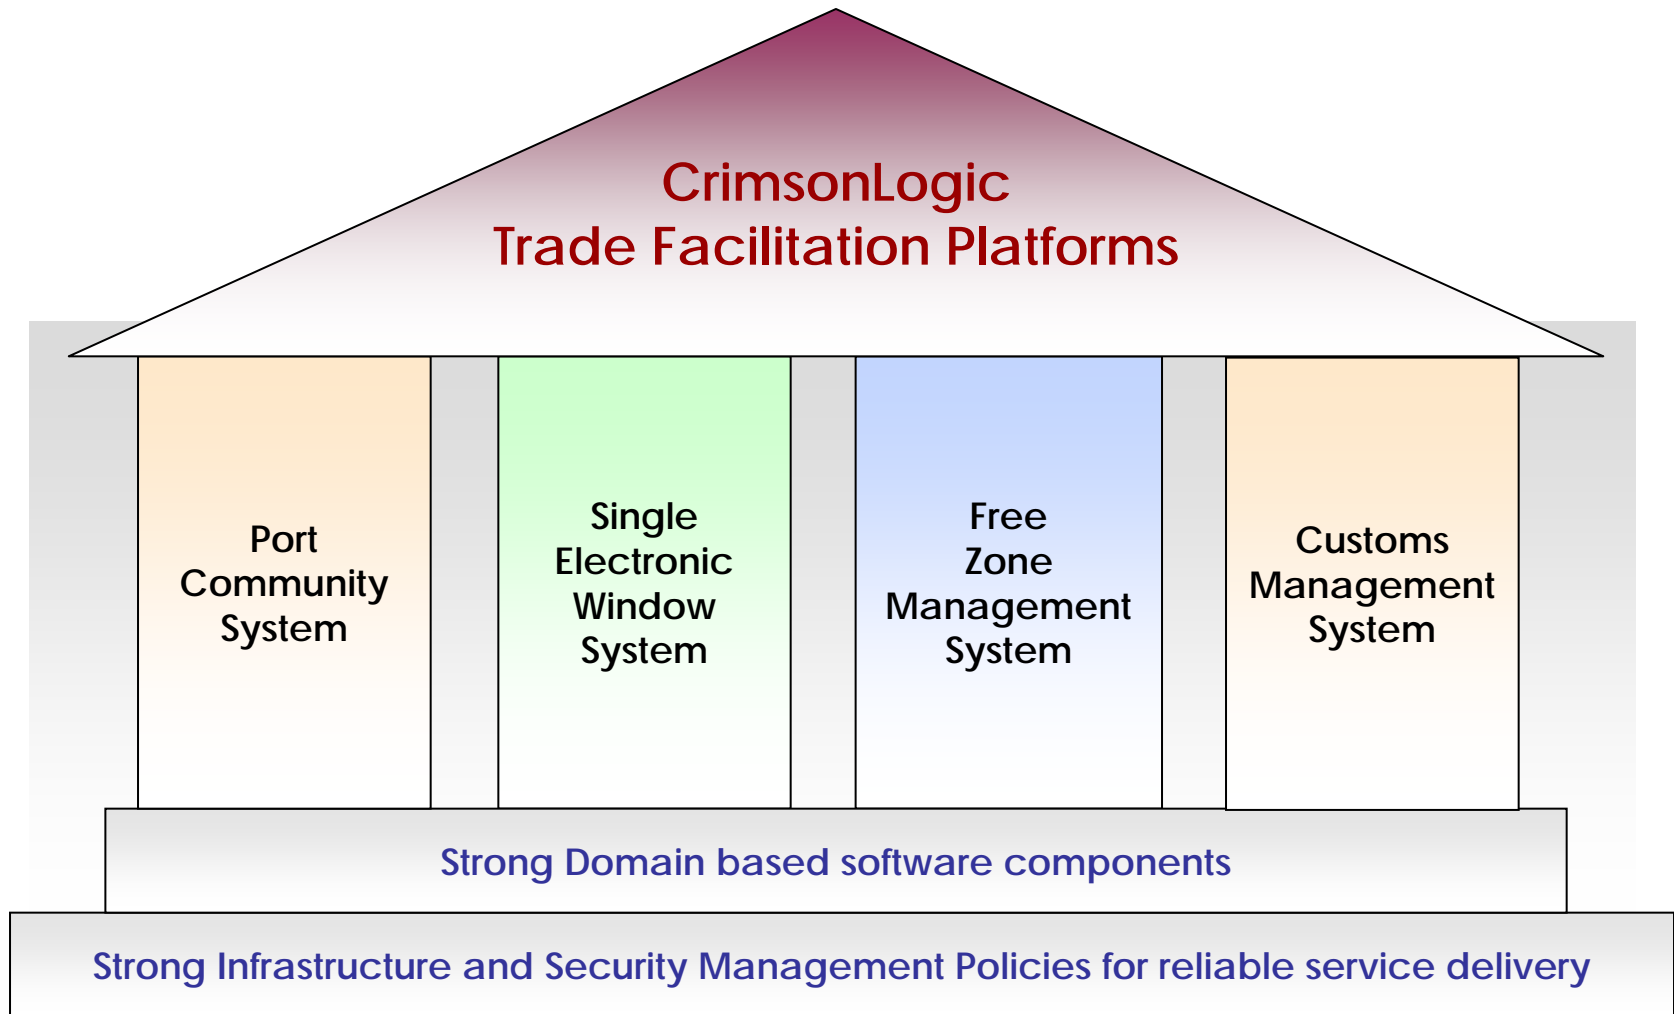 CrimsonLogic
Trade Facilitation Platforms
Port
Community
System
Single
Electronic
Window
System
Free
Zone
Management
System
Customs
Management
System
Strong Domain based software components
Strong Infrastructure and Security Management Policies for reliable service delivery